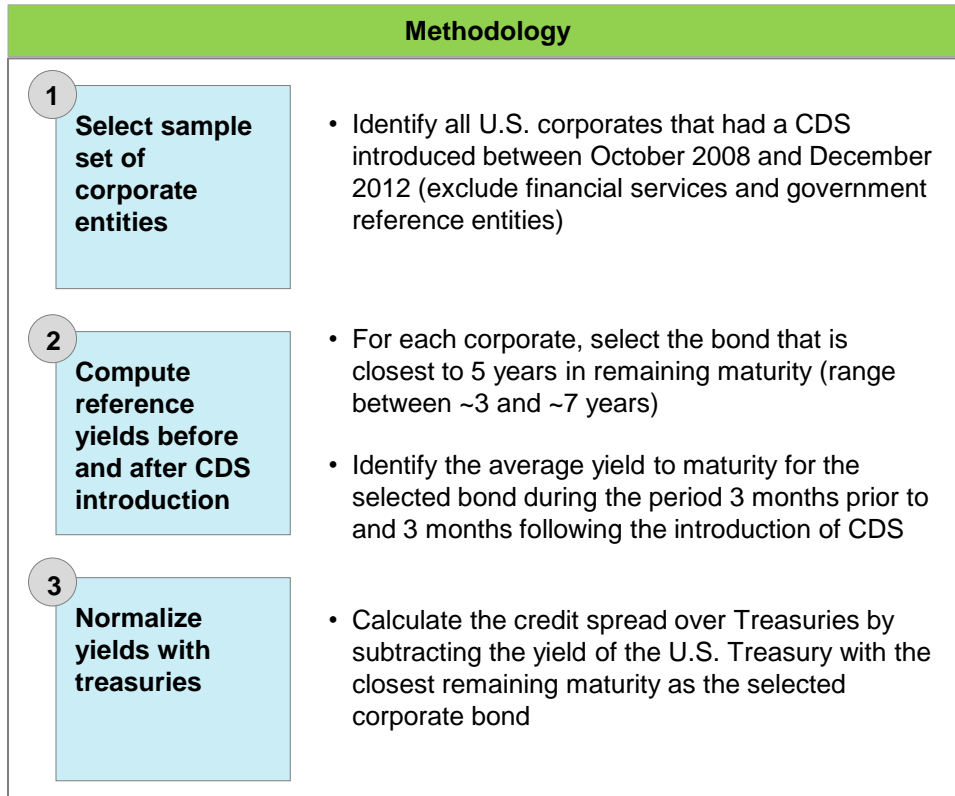 Methodology
1
Select sample
set of
corporate
entities
• Identify all U.S. corporates that had a CDS
introduced between October 2008 and December
2012 (exclude financial services and government
reference entities)
2
Compute
reference
yields before
and after CDS
introduction
• For each corporate, select the bond that is
closest to 5 years in remaining maturity (range
between ~3 and ~7 years)
• Identify the average yield to maturity for the
selected bond during the period 3 months prior to
and 3 months following the introduction of CDS
3
Normalize
yields with
treasuries
• Calculate the credit spread over Treasuries by
subtracting the yield of the U.S. Treasury with the
closest remaining maturity as the selected
corporate bond